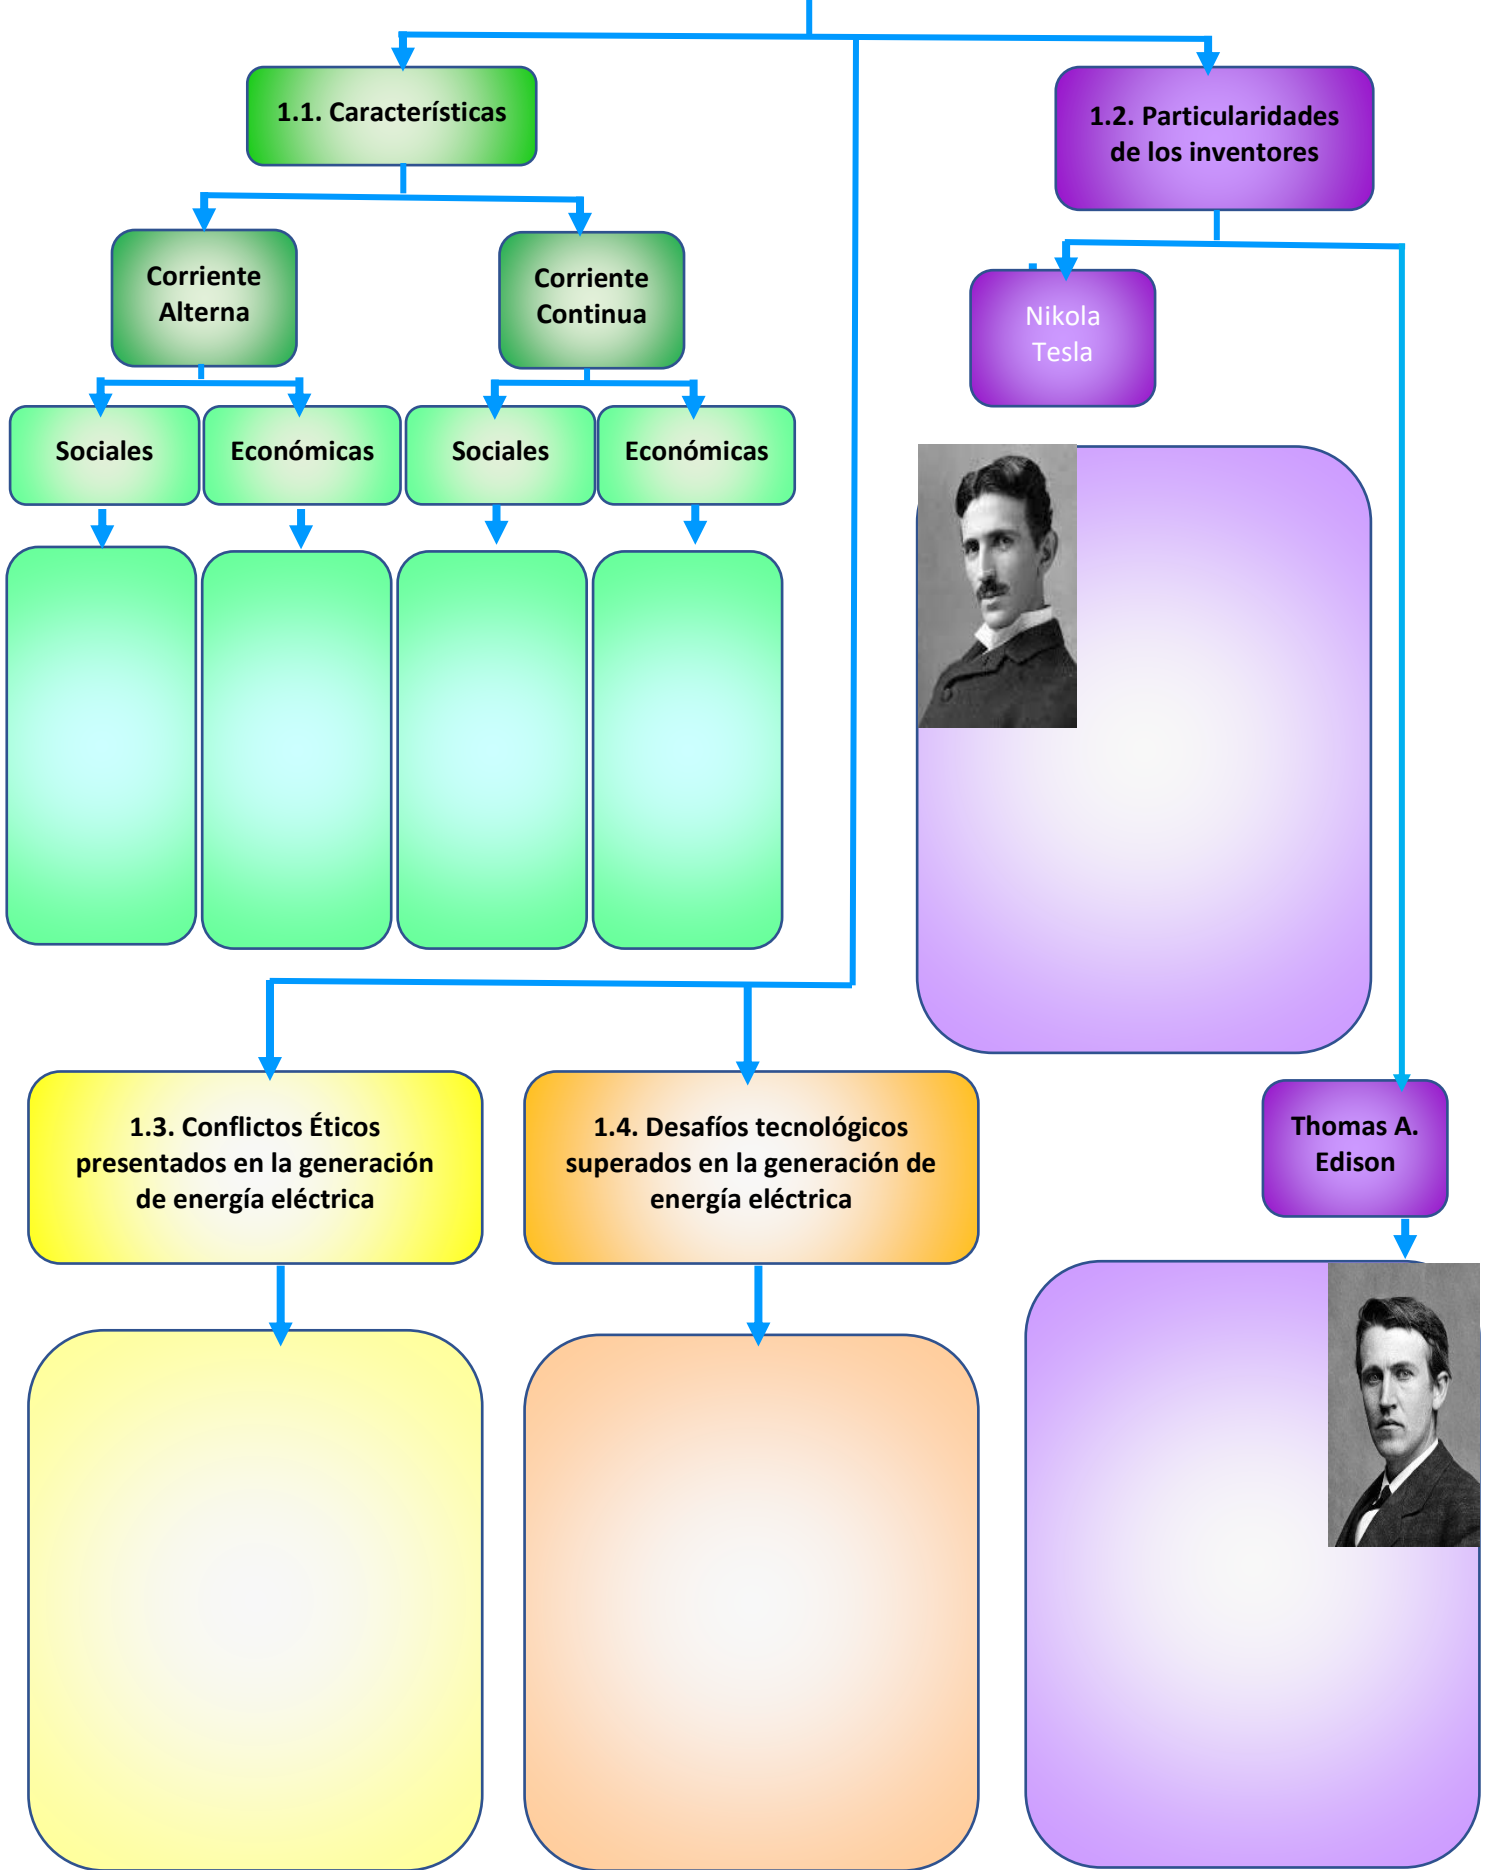 1.1. Características
1.2. Particularidades
de los inventores
Corriente
Alterna
Corriente
Continua
Nikola
Tesla
Sociales
Económicas
Sociales
Económicas
1.3. Conflictos Éticos
presentados en la generación
de energía eléctrica
1.4. Desafíos tecnológicos
superados en la generación de
energía eléctrica
Thomas A.
Edison